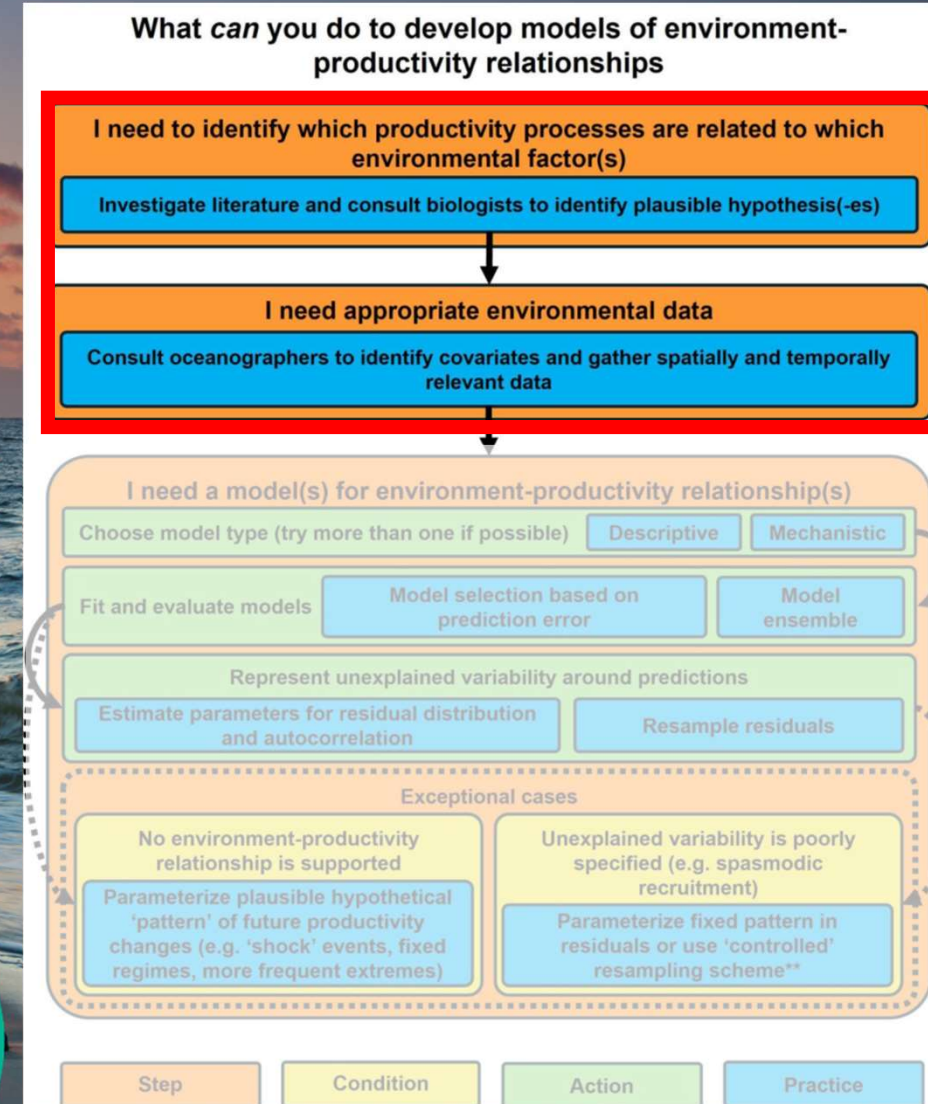 What can you do to develop models of environment-
productivity relationships
I need to identify which productivity processes are related to which
environmental factor(s)
Investigate literature and consult biologists to identify plausible hypothesis(-es)
I need appropriate environmental data
Consult oceanographers to identify covariates and gather spatially and temporally
relevant data
I need a model(s) for environment-productivity relationship(s)
Choose model type (try more than one if possible)
Descriptive
Mechanistic
Fit and evaluate models
Model selection based on
prediction error
Model
ensemble
Represent unexplained variability around predictions
Estimate parameters for residual distribution
and autocorrelation
Resample residuals
Exceptional cases
No environment-productivity
relationship is supported
Parameterize plausible hypothetical
‘pattern’ of future productivity
changes (e.g. ‘shock’ events, fixed
regimes, more frequent extremes)
Unexplained variability is poorly
specified (e.g. spasmodic
recruitment)
Parameterize fixed pattern in
residuals or use ‘controlled’
resampling scheme**
Step
Condition
Action
Practice